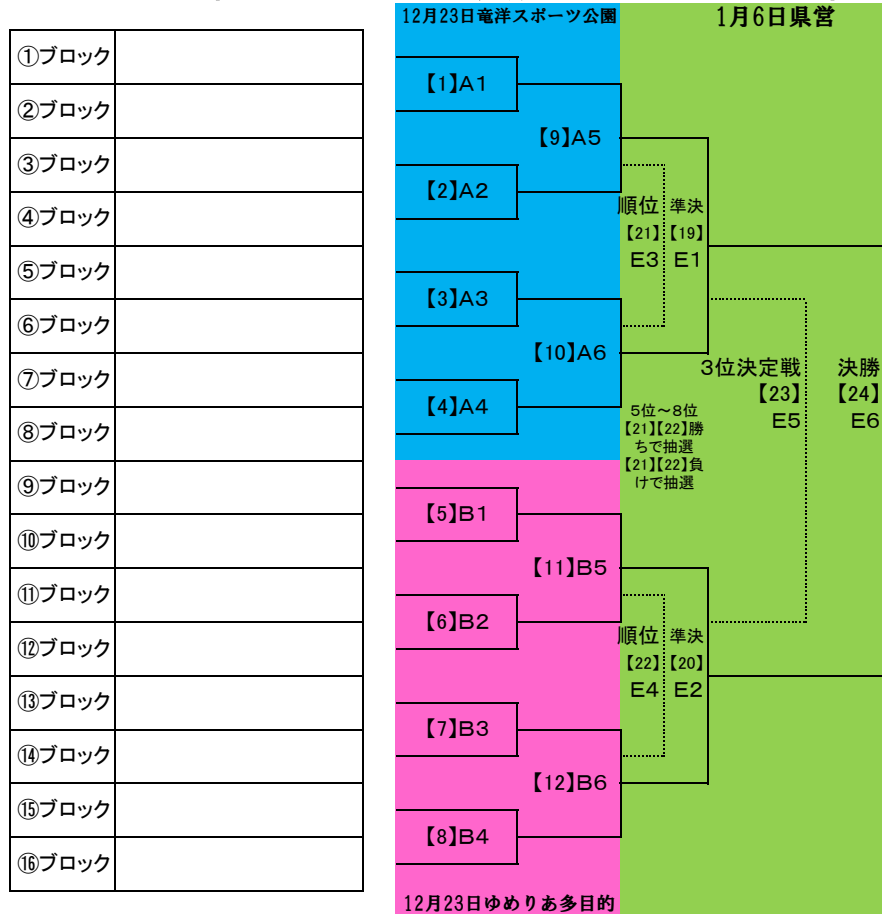 12月23日竜洋スポーツ公園
1月6日県営
①ブロック
②ブロック
③ブロック
④ブロック
⑤ブロック
⑥ブロック
⑦ブロック
⑧ブロック
⑨ブロック
⑩ブロック
⑪ブロック
⑫ブロック
⑬ブロック
⑭ブロック
⑮ブロック
⑯ブロック
【1】A1
【9】A5
【2】A2
順位
【21】
E3
準決
【19】
E1
【3】A3
【10】A6
【4】A4
3位決定戦
【23】
E5
決勝
【24】
E6
5位～8位
【21】【22】勝
ちで抽選
【21】【22】負
けで抽選
【5】B1
【11】B5
【6】B2
順位
【22】
E4
準決
【20】
E2
【7】B3
【12】B6
【8】B4
12月23日ゆめりあ多目的